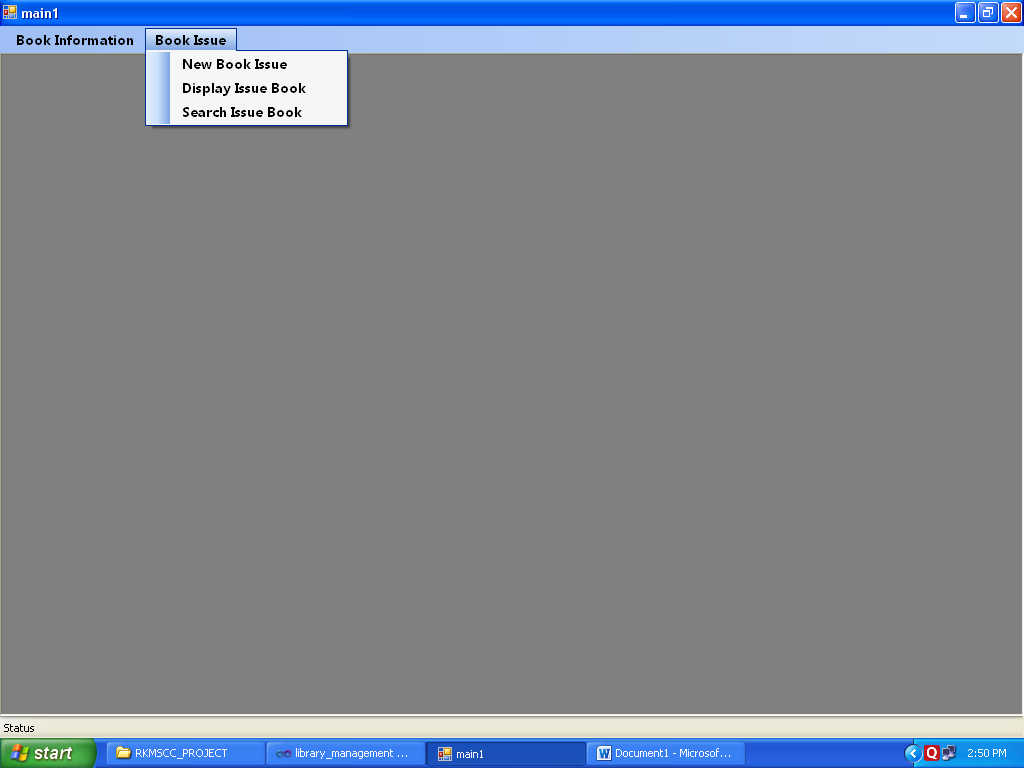 main1
Book Information Book Issue
New Book Issue
Display Issue Book
Search Issue Book
Status
start RKMSCC_PROJECT library_management ... main1 Document1 - Microsof... 2:50 PM